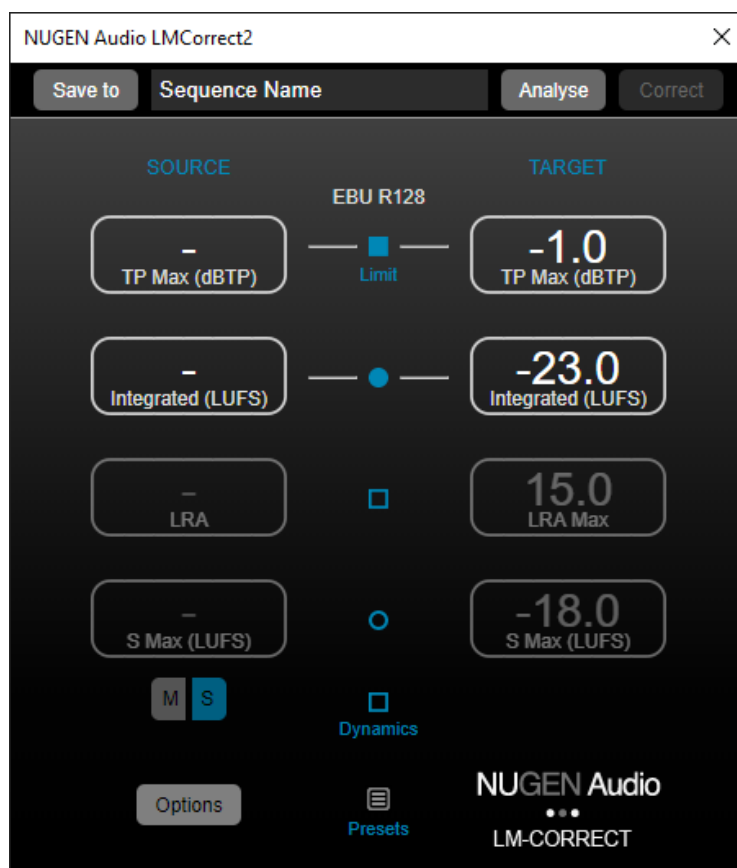 NUGEN Audio LMCorrect2
Save to Sequence Name Analyse Correct
SOURCE TARGET
EBU R128
- -1.0
TP Max (dBTP) Limit TP Max (dBTP)
- -23.0
Integrated (LUFS) Integrated (LUFS)
- 15.0
LRA LRA Max
- -18.0
S Max (LUFS) S Max (LUFS)
M S
Dynamics
Options Presets NUGEN Audio
LM-CORRECT